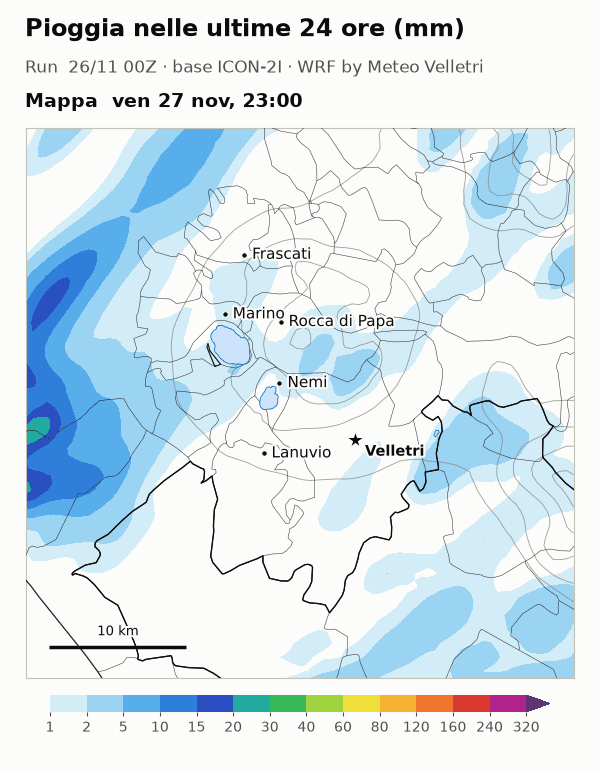 Pioggia nelle ultime 24 ore (mm)
Run 26/11 00Z · base ICON-2I · WRF by Meteo Velletri
Mappa ven 27 nov, 23:00
Frascati
Marino
Rocca di Papa
Nemi
Velletri
Lanuvio
10 km
1 2 5 10 15 20 30 40 60 80 120 160 240 320